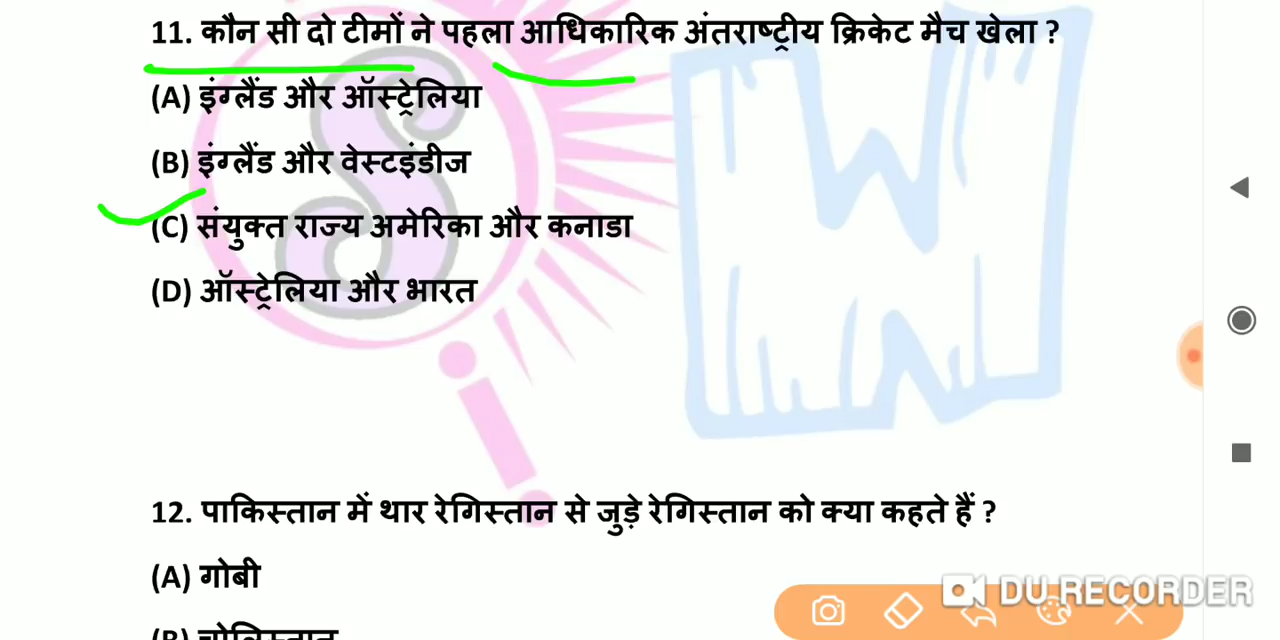 11. कौन सी दो टीमों ने पहला आधिकारिक अंतराष्ट्रीय क्रिकेट मैच खेला ?
(A) इंग्लैंड और ऑस्ट्रेलिया
(B) इंग्लैंड और वेस्टइंडीज
(C) संयुक्त राज्य अमेरिका और कनाडा
(D) ऑस्ट्रेलिया और भारत
12. पाकिस्तान में थार रेगिस्तान से जुड़े रेगिस्तान को क्या कहते हैं ?
(A) गोबी
DU RECORDER
(B) चोलिस्तान